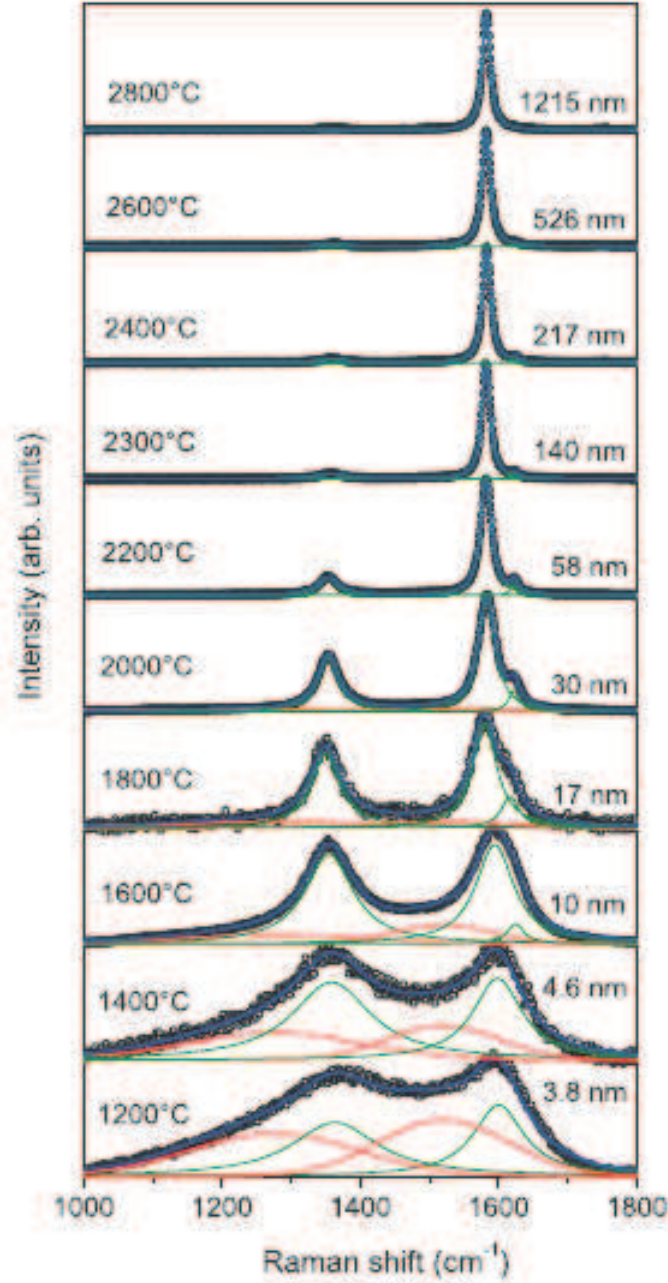 2800°C
1215 nm
2600°C
526 nm
2400°C
217 nm
2300°C
140 nm
2200°C
58 nm
2000°C
30 nm
1800°C
17 nm
1600°C
10 nm
1400°C
4.6 nm
1200°C
3.8 nm
Intensity (arb. units)
1000 1200 1400 1600 1800
Raman shift (cm⁻¹)